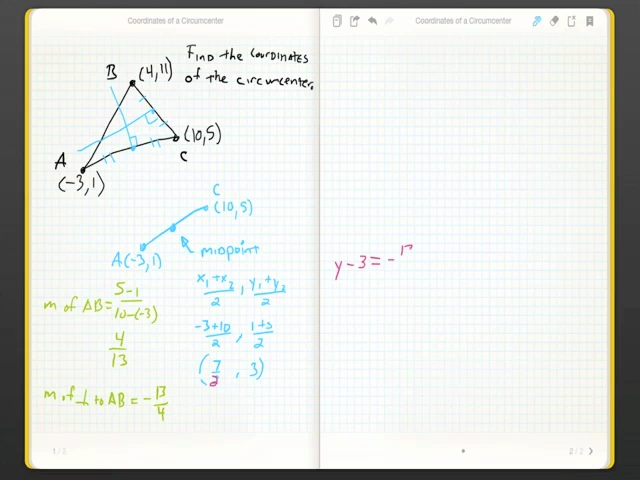 Coordinates of a Circumcenter
Coordinates of a Circumcenter
Find the coordinates
of the circumcenter.
B (4,11)
(10,5)
C
A
(-3,1)
C
(10,5)
A(-3,1)
midpoint
m of AB = 5-1 / 10-(-3)
4/13
m of ⊥ to AB = -13/4
x₁+x₂ / 2 , y₁+y₂ / 2
-3+10 / 2 , 1+5 / 2
(7/2 , 3)
y-3 = -
1 / 2
2 / 2